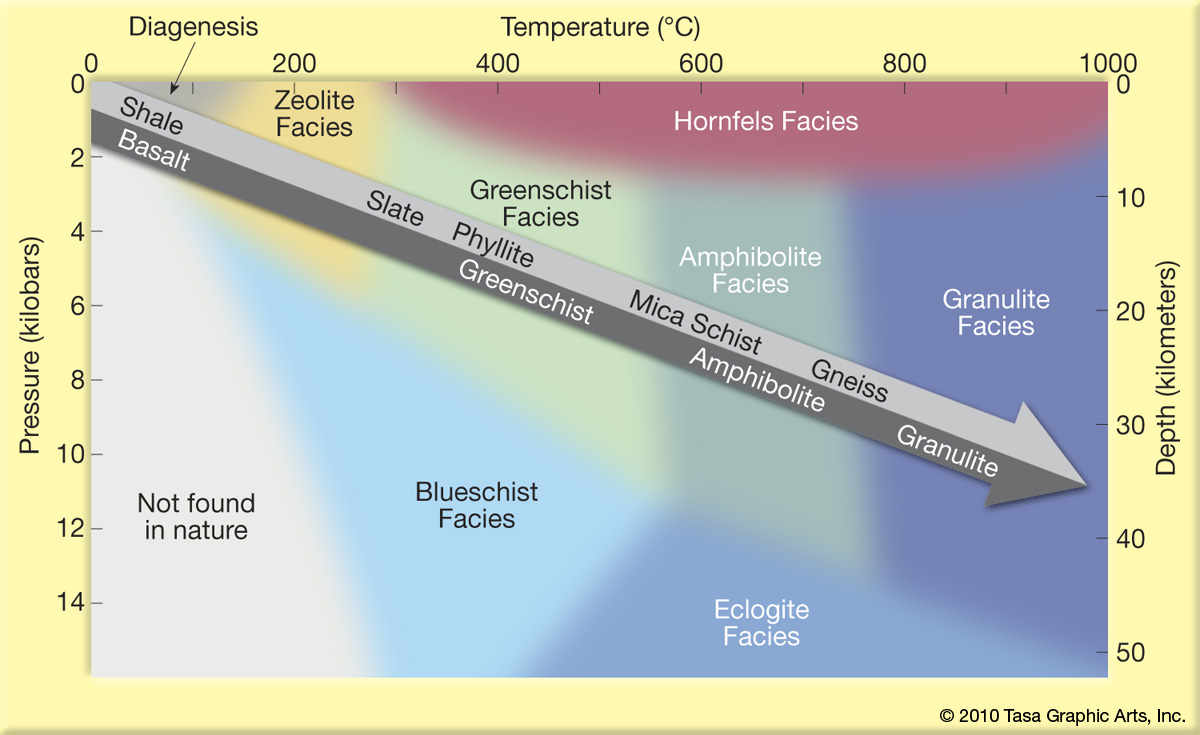 Diagenesis
Temperature (°C)
0 200 400 600 800 1000
0 0
Shale
Zeolite
Facies
Hornfels Facies
Basalt
2
Slate
Greenschist
Facies
10
4
Phyllite
Greenschist
Amphibolite
Facies
Pressure (kilobars)
6
Mica Schist
Granulite
Facies
20
Depth (kilometers)
8
Amphibolite
Gneiss
30
10
Granulite
Not found
in nature
Blueschist
Facies
12
40
14
Eclogite
Facies
50
© 2010 Tasa Graphic Arts, Inc.